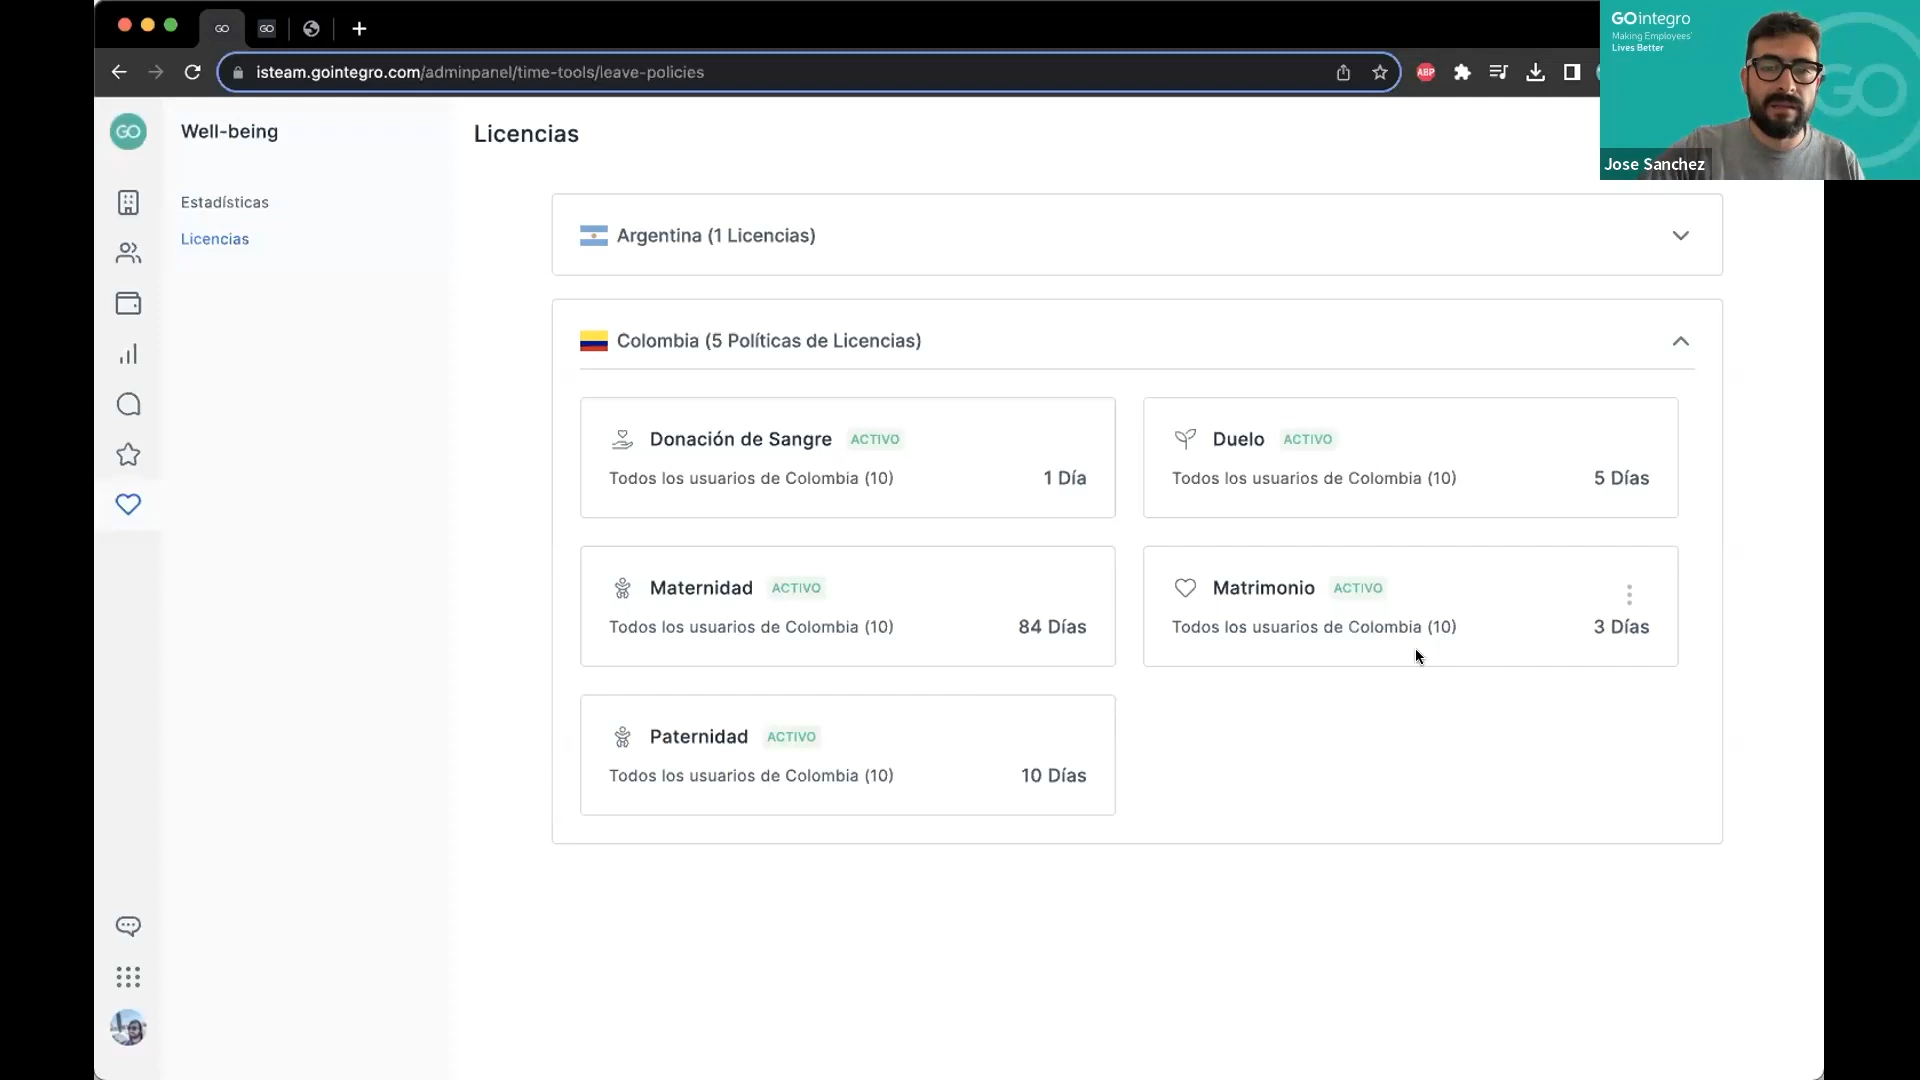 GO
GO
isteam.gointegro.com/adminpanel/time-tools/leave-policies
ABP
GOintegro
Making Employees'
Lives Better
GO
Jose Sanchez
GO
Well-being
Estadísticas
Licencias
Licencias
Argentina (1 Licencias)
Colombia (5 Políticas de Licencias)
Donación de Sangre ACTIVO
Todos los usuarios de Colombia (10) 1 Día
Duelo ACTIVO
Todos los usuarios de Colombia (10) 5 Días
Maternidad ACTIVO
Todos los usuarios de Colombia (10) 84 Días
Matrimonio ACTIVO
Todos los usuarios de Colombia (10) 3 Días
Paternidad ACTIVO
Todos los usuarios de Colombia (10) 10 Días